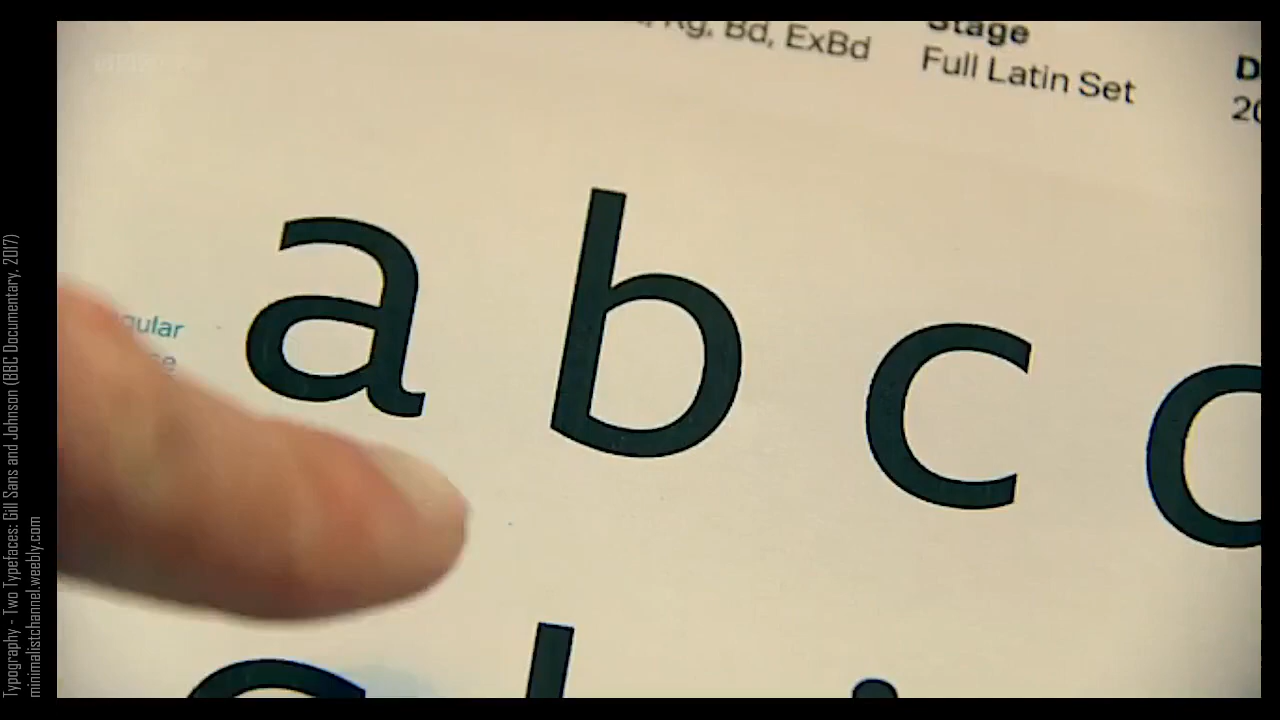 Rg, Bd, ExBd
Stage
Full Latin Set
a b c
Typography - Two Typefaces: Gill Sans and Johnson (BBC Documentary, 2017)
minimalistchannel.weebly.com